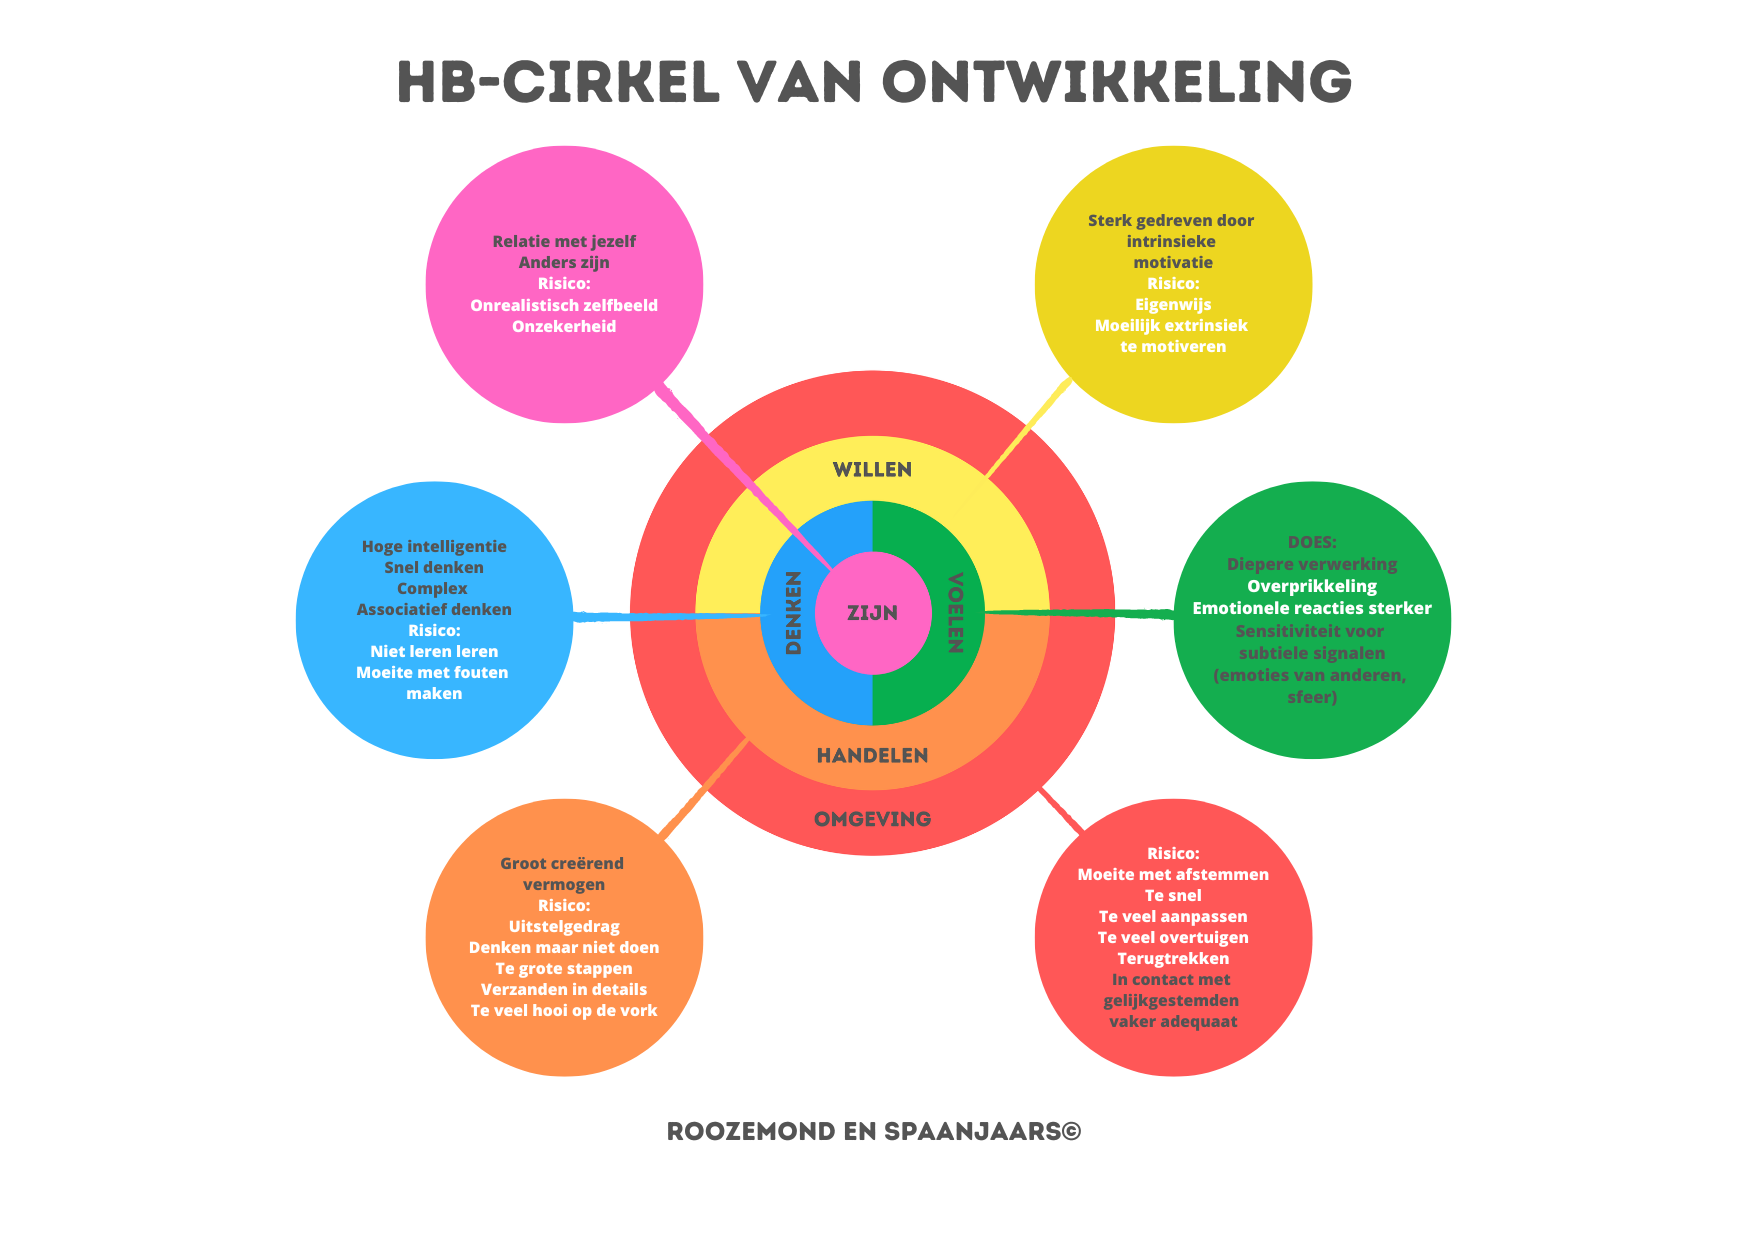 HB-CIRKEL VAN ONTWIKKELING
Relatie met jezelf
Anders zijn
Risico:
Onrealistisch zelfbeeld
Onzekerheid
Sterk gedreven door
intrinsieke
motivatie
Risico:
Eigenwijs
Moeilijk extrinsiek
te motiveren
Hoge intelligentie
Snel denken
Complex
Associatief denken
Risico:
Niet leren leren
Moeite met fouten
maken
WILLEN
DENKEN
ZIJN
VOELEN
HANDELEN
OMGEVING
DOES:
Diepere verwerking
Overprikkeling
Emotionele reacties sterker
Sensitiviteit voor
subtiele signalen
(emoties van anderen,
sfeer)
Groot creërend
vermogen
Risico:
Uitstelgedrag
Denken maar niet doen
Te grote stappen
Verzanden in details
Te veel hooi op de vork
Risico:
Moeite met afstemmen
Te snel
Te veel aanpassen
Te veel overtuigen
Terugtrekken
In contact met
gelijkgestemden
vaker adequaat
ROOZEMOND EN SPAANJAARS©